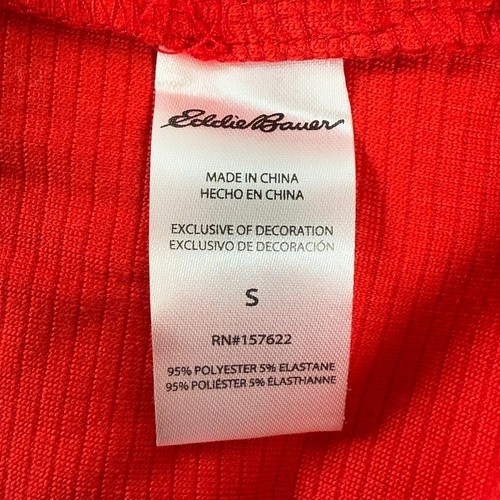 Eddie Bauer
MADE IN CHINA
HECHO EN CHINA
EXCLUSIVE OF DECORATION
EXCLUSIVO DE DECORACIÓN
S
RN#157622
95% POLYESTER 5% ELASTANE
95% POLIÉSTER 5% ÉLASTHANNE